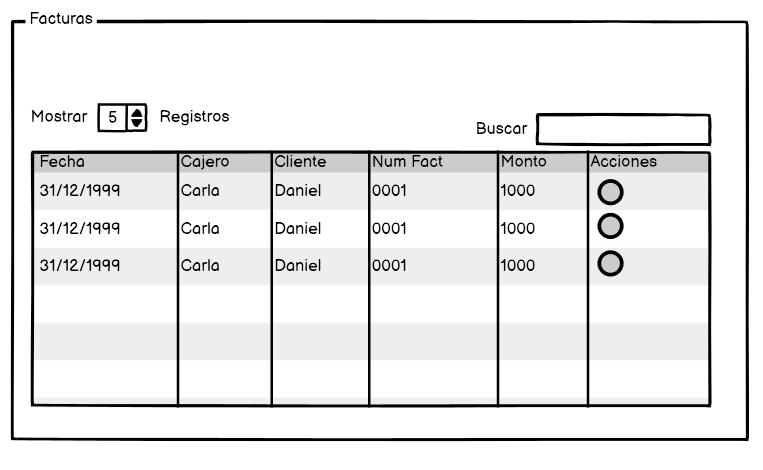 Facturas
Mostrar 5 Registros
Buscar
Fecha Cajero Cliente Num Fact Monto Acciones
31/12/1999 Carla Daniel 0001 1000
31/12/1999 Carla Daniel 0001 1000
31/12/1999 Carla Daniel 0001 1000